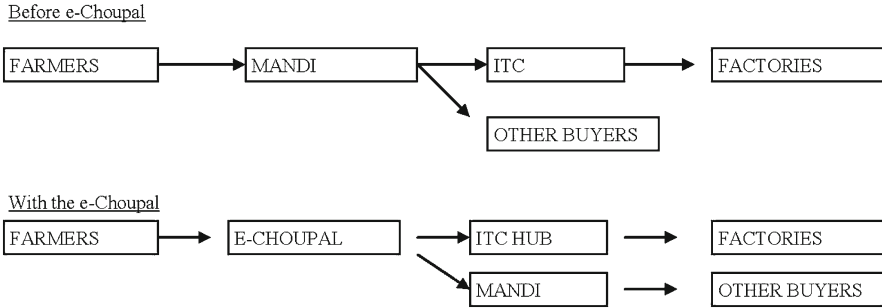 Before e-Choupal
FARMERS MANDI ITC FACTORIES
OTHER BUYERS
With the e-Choupal
FARMERS E-CHOUPAL ITC HUB FACTORIES
MANDI OTHER BUYERS